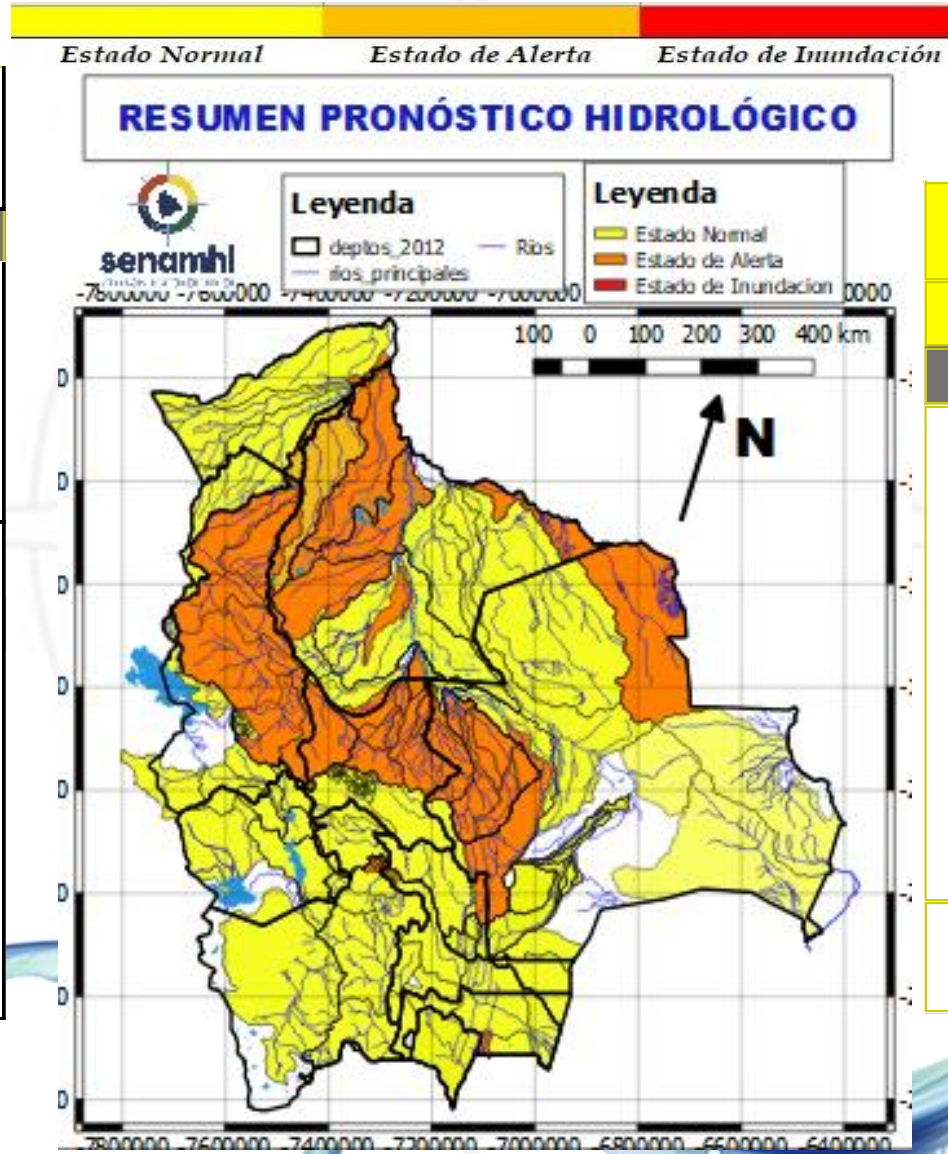 Estado Normal Estado de Alerta Estado de Inundación
RESUMEN PRONÓSTICO HIDROLÓGICO
senamhi
Leyenda
deptos_2012 Rios
rios_principales
Leyenda
Estado Normal
Estado de Alerta
Estado de Inundacion
-7800000 -7600000 -7400000 -7200000 -7000000 0000
100 0 100 200 300 400 km
N
-7800000 -7600000 -7400000 -7200000 -7000000 -6800000 -6600000 -6400000